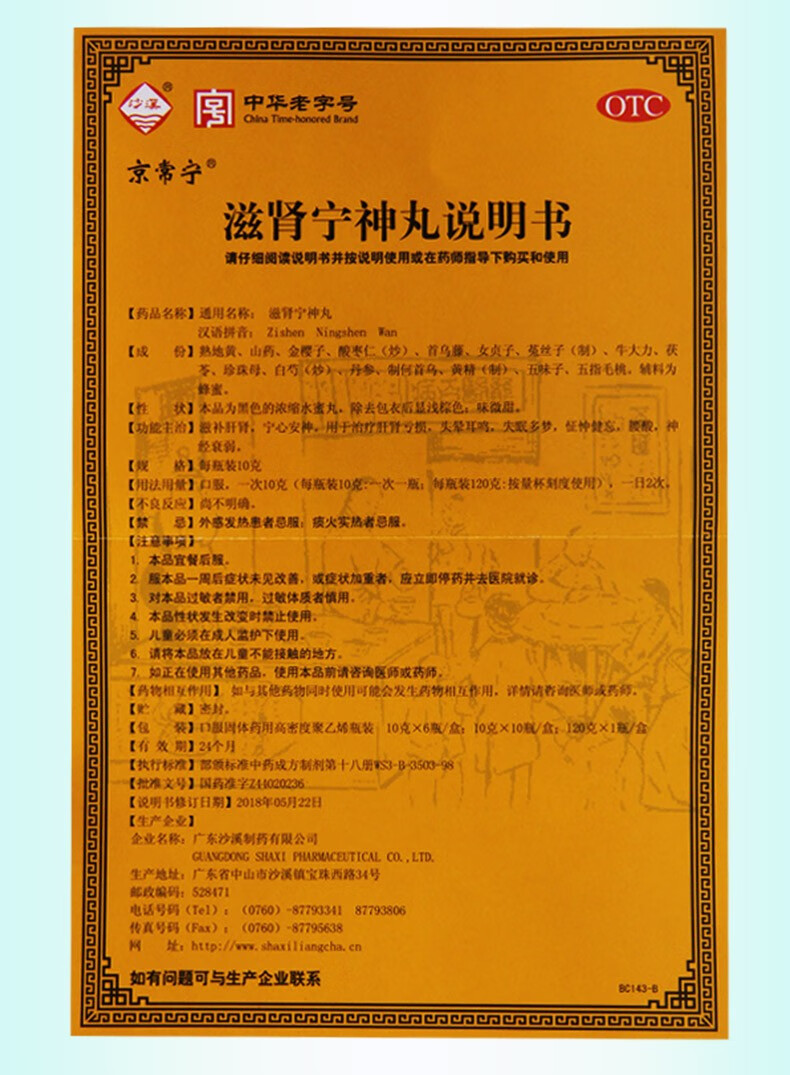 沙溪®
中华老字号
China Time-honored Brand
OTC
京常宁®
滋肾宁神丸说明书
请仔细阅读说明书并按说明使用或在药师指导下购买和使用
【药品名称】通用名称：滋肾宁神丸
汉语拼音：Zishen Ningshen Wan
【成 份】熟地黄、山药、金樱子、酸枣仁（炒）、首乌藤、女贞子、菟丝子（制）、牛大力、茯
苓、珍珠母、白芍（炒）、丹参、制何首乌、黄精（制）、五味子、五指毛桃。辅料为
蜂蜜。
【性 状】本品为黑色的浓缩水蜜丸，除去包衣后显浅棕色；味微甜。
【功能主治】滋补肝肾，宁心安神。用于治疗肝肾亏损，头晕耳鸣，失眠多梦，怔忡健忘，腰酸，神
经衰弱。
【规 格】每瓶装10克
【用法用量】口服，一次10克（每瓶装10克:一次一瓶；每瓶装120克:按量杯刻度使用），一日2次。
【不良反应】尚不明确。
【禁 忌】外感发热患者忌服；痰火实热者忌服。
【注意事项】
1. 本品宜餐后服。
2. 服本品一周后症状未见改善，或症状加重者，应立即停药并去医院就诊。
3. 对本品过敏者禁用，过敏体质者慎用。
4. 本品性状发生改变时禁止使用。
5. 儿童必须在成人监护下使用。
6. 请将本品放在儿童不能接触的地方。
7. 如正在使用其他药品，使用本品前请咨询医师或药师。
【药物相互作用】如与其他药物同时使用可能会发生药物相互作用，详情请咨询医师或药师。
【贮 藏】密封。
【包 装】口服固体药用高密度聚乙烯瓶装 10克×6瓶/盒；10克×10瓶/盒；120克×1瓶/盒
【有 效 期】24个月
【执行标准】部颁标准中药成方制剂第十八册WS3-B-3503-98
【批准文号】国药准字Z44020236
【说明书修订日期】2018年05月22日
【生产企业】
企业名称：广东沙溪制药有限公司
GUANGDONG SHAXI PHARMACEUTICAL CO.,LTD.
生产地址：广东省中山市沙溪镇宝珠西路34号
邮政编码：528471
电话号码（Tel）：（0760）-87793341 87793806
传真号码（Fax）：（0760）-87795638
网 址：http://www.shaxiliangcha.cn
如有问题可与生产企业联系
BC143-B